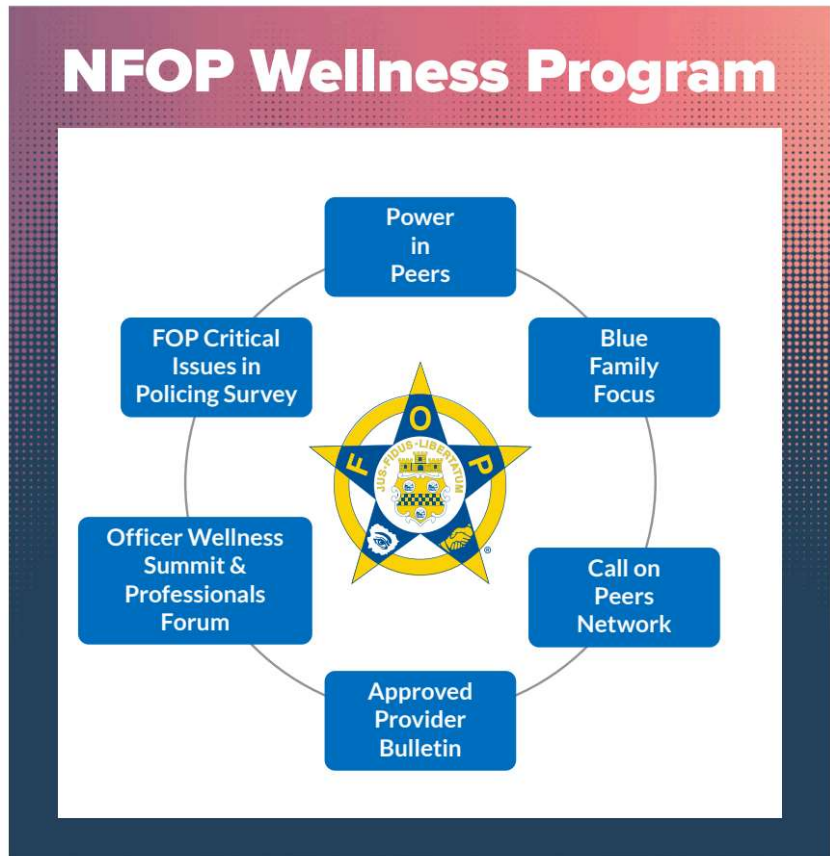 NFOP Wellness Program
Power
in
Peers
FOP Critical
Issues in
Policing Survey
Blue
Family
Focus
F O P
JUS·FIDUS·LIBERTATUM
®
Officer Wellness
Summit &
Professionals
Forum
Call on
Peers
Network
Approved
Provider
Bulletin